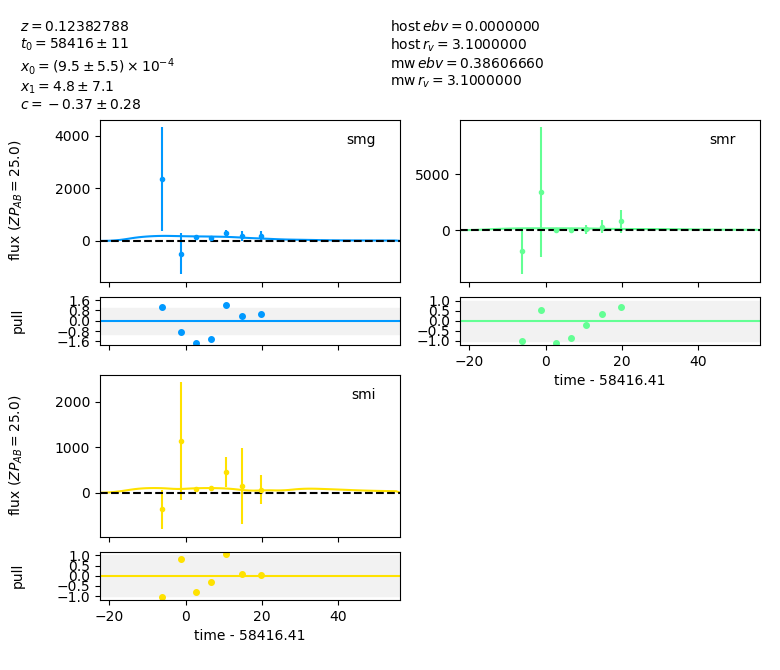 z = 0.12382788
t₀ = 58416 ± 11
x₀ = (9.5 ± 5.5) × 10⁻⁴
x₁ = 4.8 ± 7.1
c = −0.37 ± 0.28
host ebv = 0.0000000
host r_v = 3.1000000
mw ebv = 0.38606660
mw r_v = 3.1000000
smg
4000
2000
0
flux (ZP_AB = 25.0)
1.6
0.8
0.0
−0.8
−1.6
pull
smr
5000
0
1.0
0.5
0.0
−0.5
−1.0
−20 0 20 40
time - 58416.41
smi
2000
1000
0
flux (ZP_AB = 25.0)
1.0
0.5
0.0
−0.5
−1.0
pull
−20 0 20 40
time - 58416.41